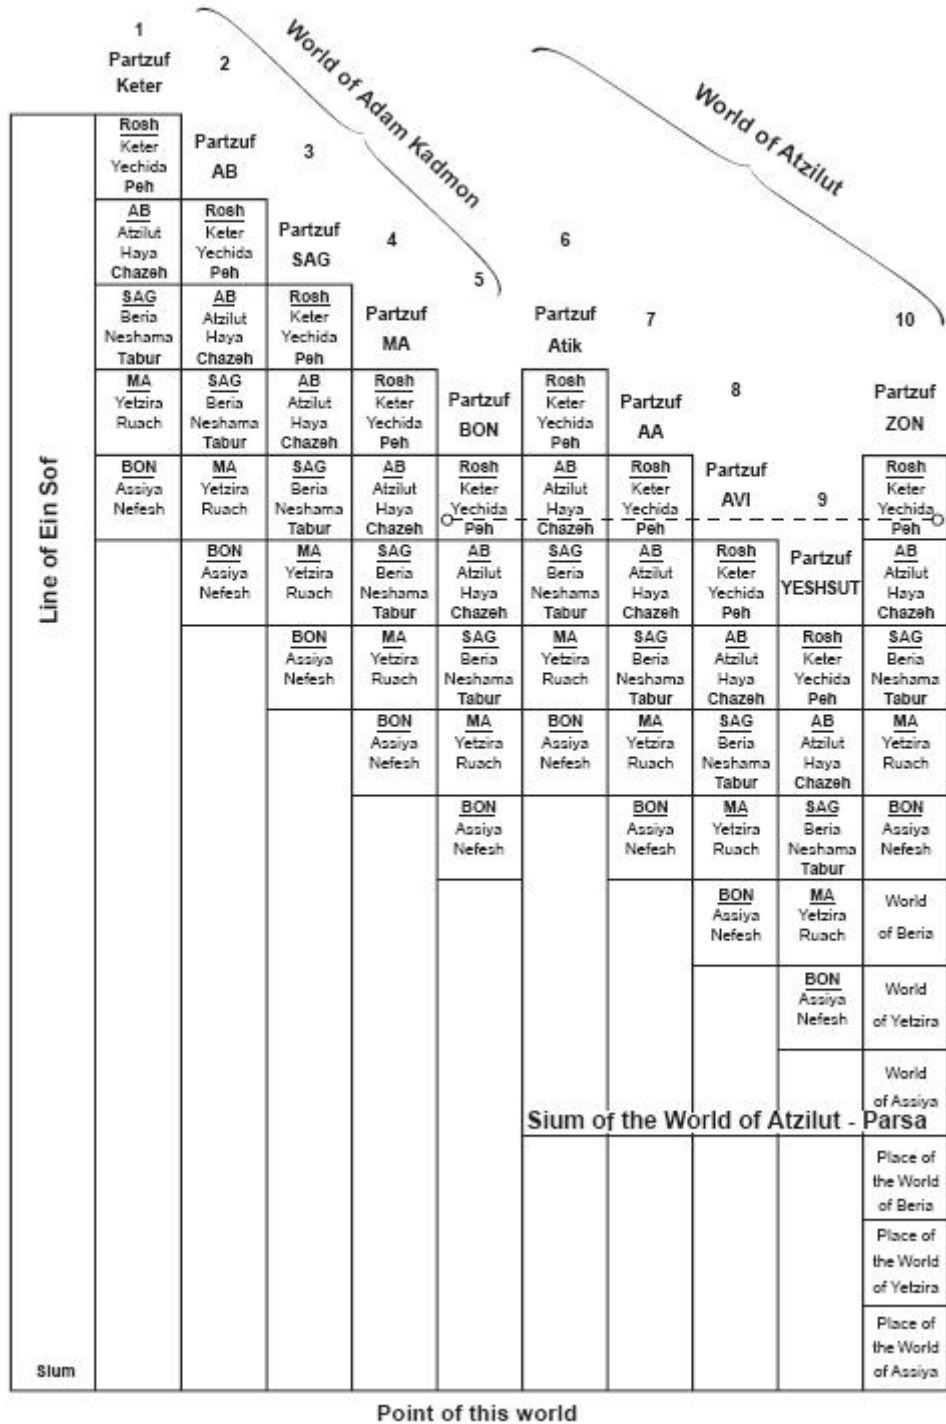 World of Adam Kadmon
World of Atzilut
Line of Ein Sof
Sium
1
Partzuf
Keter
Rosh
Keter
Yechida
Peh
AB
Atzilut
Haya
Chazeh
SAG
Beria
Neshama
Tabur
MA
Yetzira
Ruach
BON
Assiya
Nefesh
2
Partzuf
AB
Rosh
Keter
Yechida
Peh
AB
Atzilut
Haya
Chazeh
SAG
Beria
Neshama
Tabur
MA
Yetzira
Ruach
BON
Assiya
Nefesh
3
Partzuf
SAG
Rosh
Keter
Yechida
Peh
AB
Atzilut
Haya
Chazeh
SAG
Beria
Neshama
Tabur
MA
Yetzira
Ruach
BON
Assiya
Nefesh
4
Partzuf
MA
Rosh
Keter
Yechida
Peh
AB
Atzilut
Haya
Chazeh
SAG
Beria
Neshama
Tabur
MA
Yetzira
Ruach
BON
Assiya
Nefesh
5
Partzuf
BON
Rosh
Keter
Yechida
Peh
AB
Atzilut
Haya
Chazeh
SAG
Beria
Neshama
Tabur
MA
Yetzira
Ruach
BON
Assiya
Nefesh
6
Partzuf
Atik
Rosh
Keter
Yechida
Peh
AB
Atzilut
Haya
Chazeh
SAG
Beria
Neshama
Tabur
MA
Yetzira
Ruach
BON
Assiya
Nefesh
7
Partzuf
AA
Rosh
Keter
Yechida
Peh
AB
Atzilut
Haya
Chazeh
SAG
Beria
Neshama
Tabur
MA
Yetzira
Ruach
BON
Assiya
Nefesh
8
Partzuf
AVI
Rosh
Keter
Yechida
Peh
AB
Atzilut
Haya
Chazeh
SAG
Beria
Neshama
Tabur
MA
Yetzira
Ruach
BON
Assiya
Nefesh
9
Partzuf
YESHSUT
Rosh
Keter
Yechida
Peh
AB
Atzilut
Haya
Chazeh
SAG
Beria
Neshama
Tabur
MA
Yetzira
Ruach
BON
Assiya
Nefesh
10
Partzuf
ZON
Rosh
Keter
Yechida
Peh
AB
Atzilut
Haya
Chazeh
SAG
Beria
Neshama
Tabur
MA
Yetzira
Ruach
BON
Assiya
Nefesh
World
of Beria
World
of Yetzira
World
of Assiya
Sium of the World of Atzilut - Parsa
Place of
the World
of Beria
Place of
the World
of Yetzira
Place of
the World
of Assiya
Point of this world